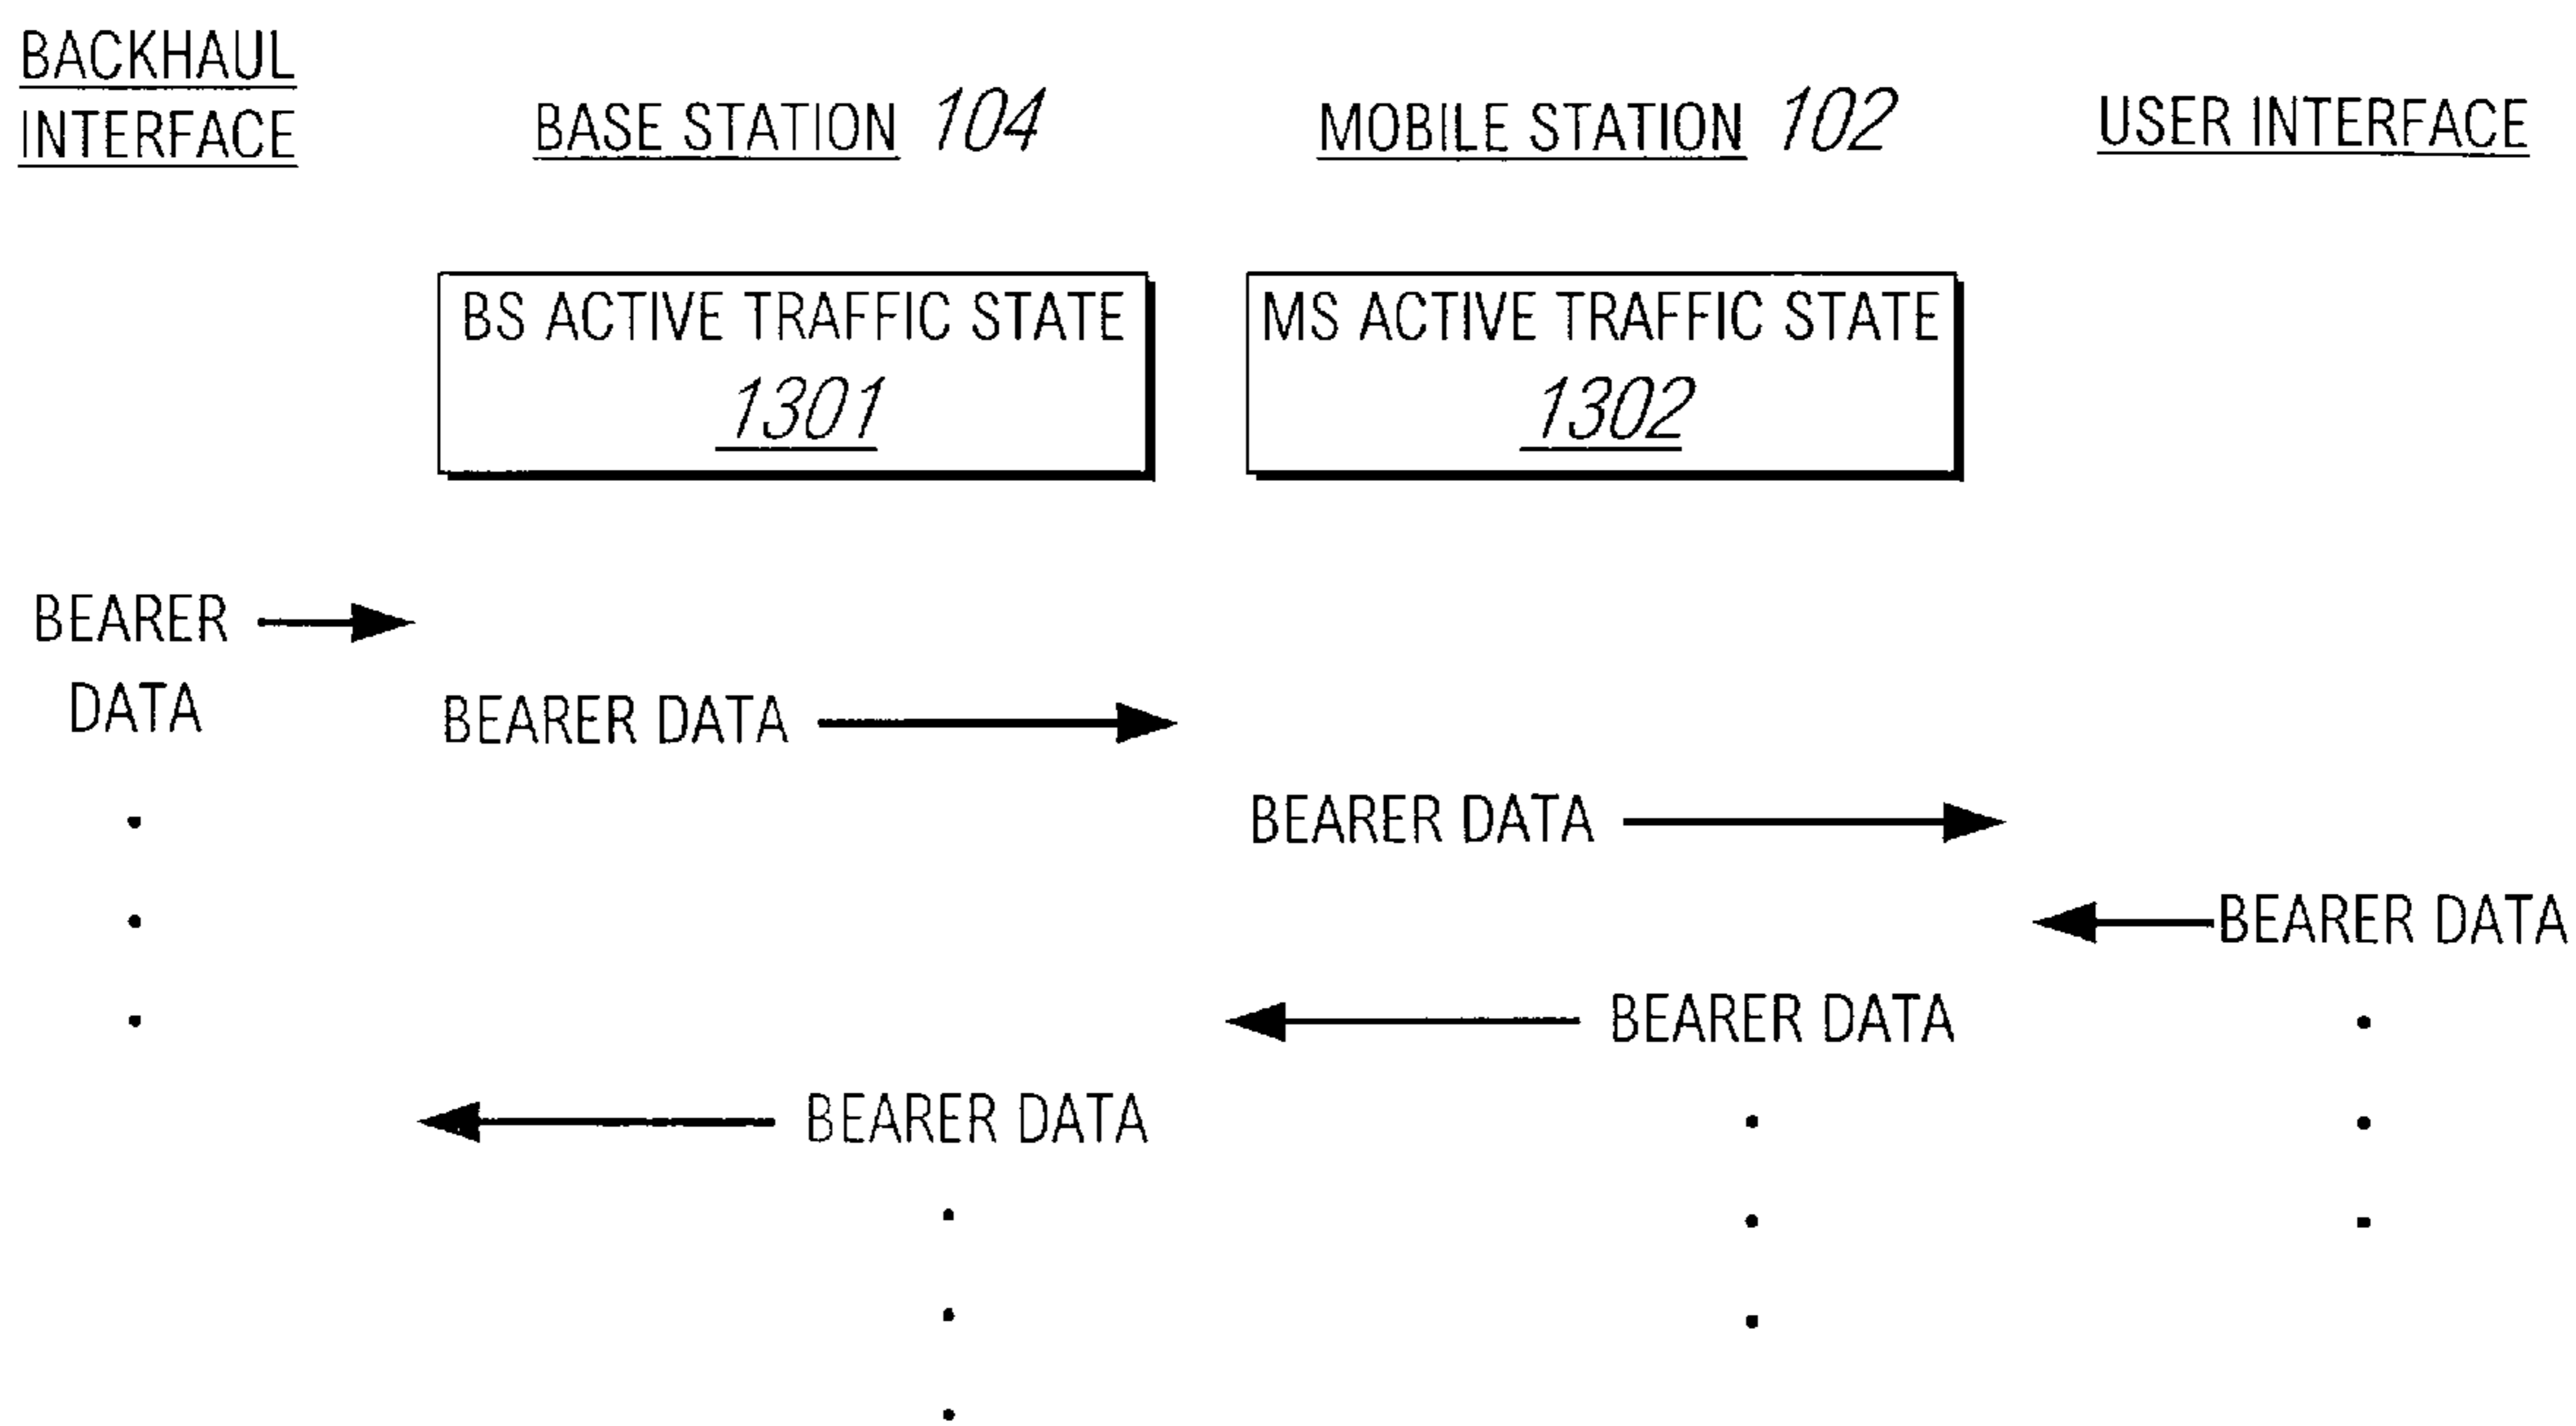 BACKHAUL
INTERFACE
BASE STATION 104
MOBILE STATION 102
USER INTERFACE
BS ACTIVE TRAFFIC STATE
1301
MS ACTIVE TRAFFIC STATE
1302
BEARER
DATA
BEARER DATA
BEARER DATA
BEARER DATA
BEARER DATA
BEARER DATA